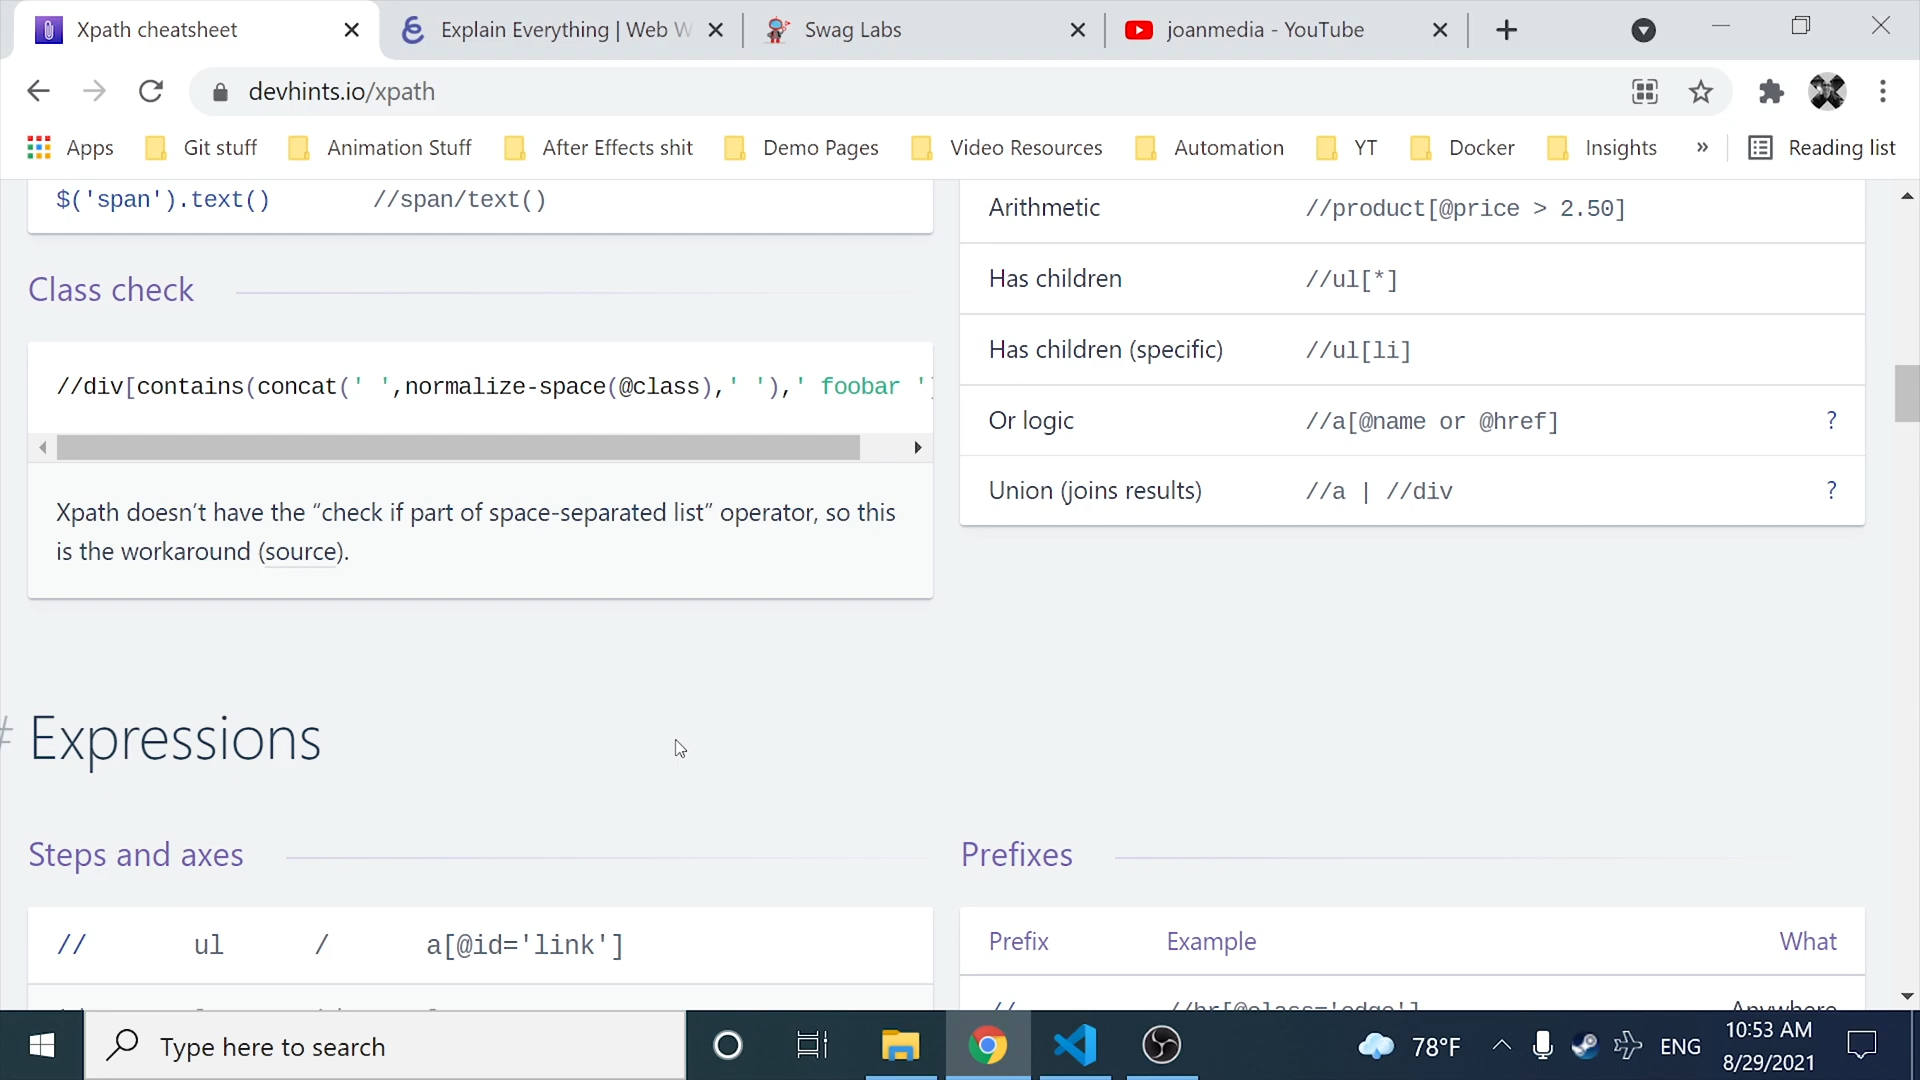 Xpath cheatsheet
Explain Everything | Web W
Swag Labs
joanmedia - YouTube
devhints.io/xpath
Apps
Git stuff
Animation Stuff
After Effects shit
Demo Pages
Video Resources
Automation
YT
Docker
Insights
»
Reading list
$('span').text() //span/text()
Class check
//div[contains(concat(' ',normalize-space(@class),' '),' foobar '
Xpath doesn’t have the “check if part of space-separated list” operator, so this
is the workaround (source).
Arithmetic //product[@price > 2.50]
Has children //ul[*]
Has children (specific) //ul[li]
Or logic //a[@name or @href] ?
Union (joins results) //a | //div ?
# Expressions
Steps and axes
// ul / a[@id='link']
Prefixes
Prefix Example What
// //hr[@class='edge'] Anywhere
Type here to search
78°F
ENG
10:53 AM
8/29/2021